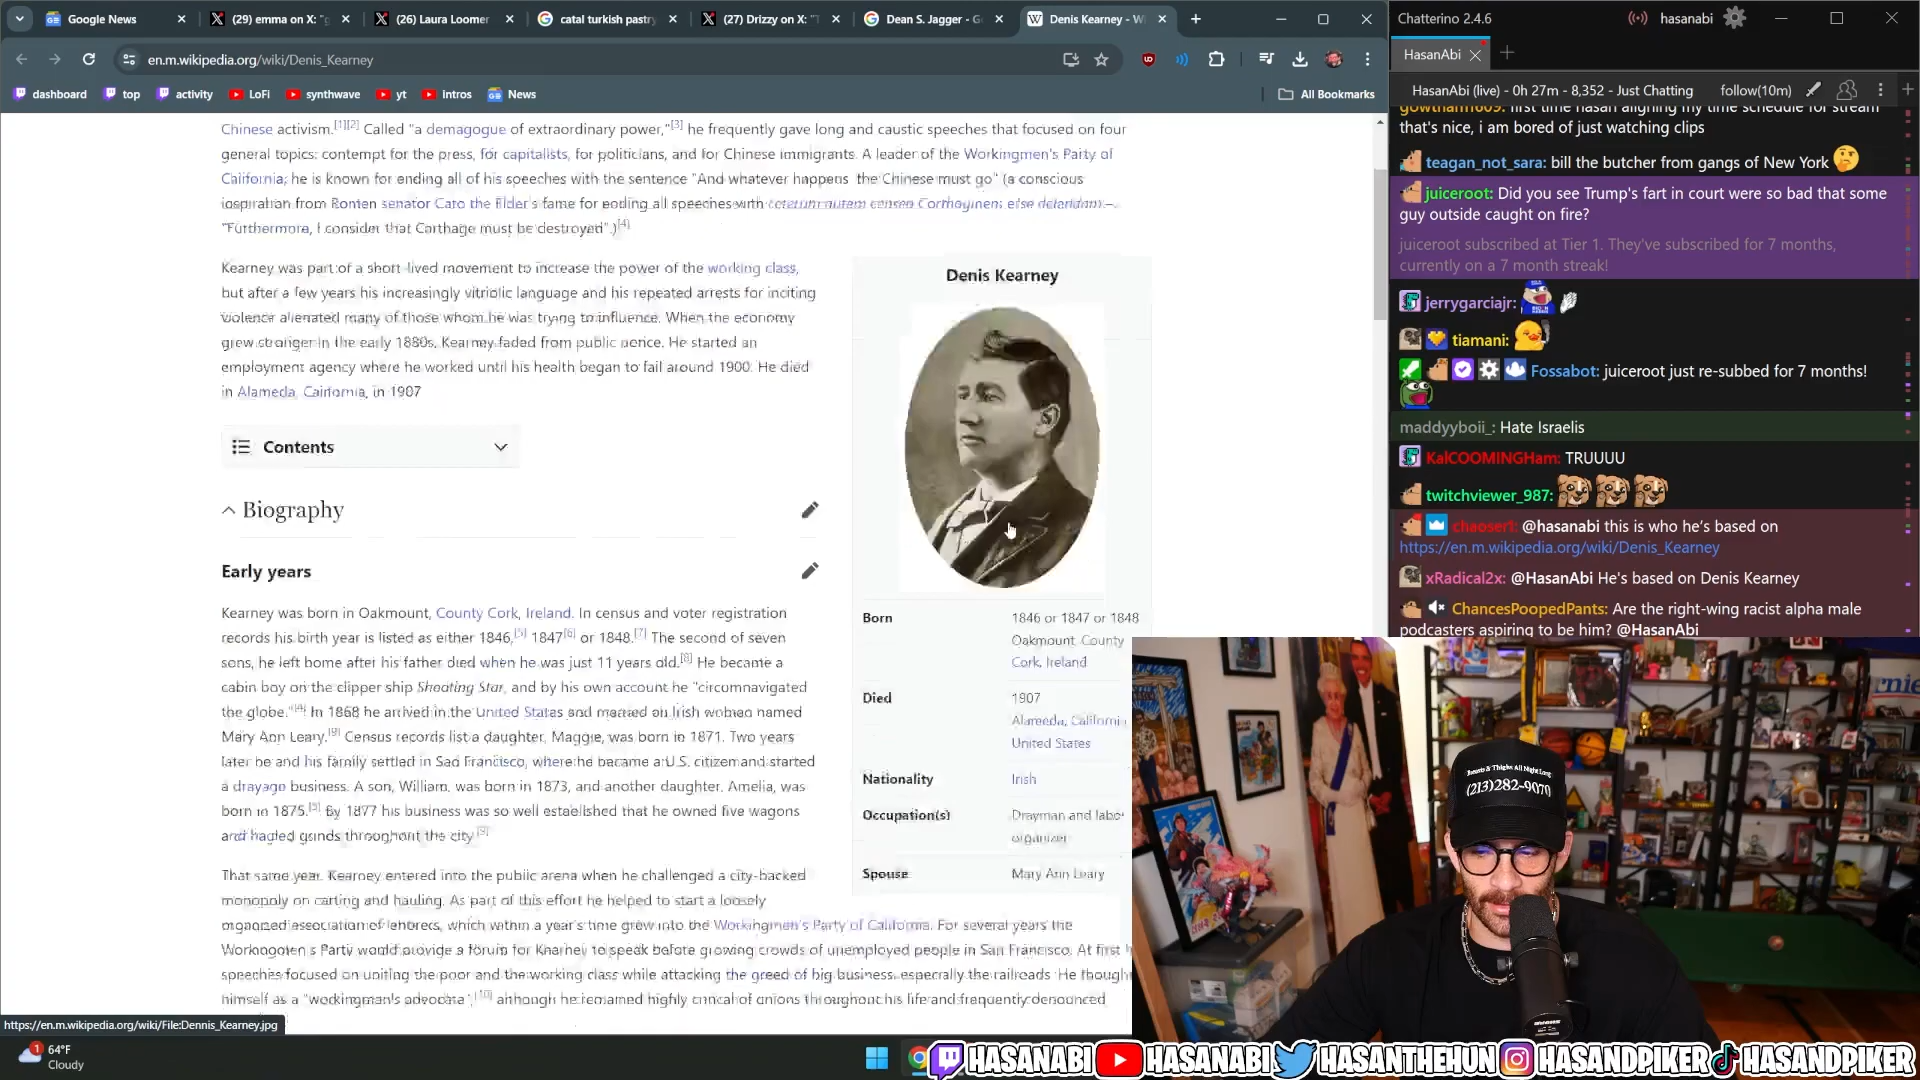 Google News
(29) emma on X: "g
(26) Laura Loomer
catal turkish pastry
(27) Drizzy on X: "T
Dean S. Jagger - G
Denis Kearney - Wi
en.m.wikipedia.org/wiki/Denis_Kearney
dashboard
top
activity
LoFi
synthwave
yt
Intros
News
All Bookmarks
Chinese activism.[1][2] Called "a demagogue of extraordinary power,"[3] he frequently gave long and caustic speeches that focused on four
general topics: contempt for the press, for capitalists, for politicians, and for Chinese immigrants. A leader of the Workingmen's Party of
California, he is known for ending all of his speeches with the sentence "And whatever happens the Chinese must go" (a conscious
"Furthermore, I consider that Carthage must be destroyed".)[4]
Kearney was part of a short lived movement to increase the power of the working class,
but after a few years his increasingly vitriolic language and his repeated arrests for inciting
violence alienated many of those whom he was trying to influence. When the economy
grew stronger in the early 1880s, Kearney faded from public notice. He started an
employment agency where he worked until his health began to fail around 1900. He died
in Alameda, California, in 1907
Contents
Biography
Early years
Kearney was born in Oakmount, County Cork, Ireland. In census and voter registration
records his birth year is listed as either 1846,[5] 1847[6] or 1848.[7] The second of seven
sons, he left home after his father died when he was just 11 years old.[8] He became a
cabin boy on the clipper ship Shooting Star, and by his own account he "circumnavigated
the globe."[4] In 1868 he arrived in the United States and married an Irish woman named
Mary Ann Leary.[9] Census records list a daughter, Maggie, was born in 1871. Two years
later he and his family settled in San Francisco, where he became a U.S. citizen and started
a drayage business. A son, William, was born in 1873, and another daughter, Amelia, was
born in 1875.[9] By 1877 his business was so well established that he owned five wagons
and hauled goods throughout the city.[9]
That same year, Kearney entered into the public arena when he challenged a city-backed
monopoly on carting and hauling. As part of this effort he helped to start a loosely
organized association of which within a year's time grew into the Workingmen's Party of California. For several years the
Workingmen's Party would provide a forum for Kearney to speak before growing crowds of unemployed people in San Francisco. At first h
speeches focused on uniting the poor and the working class while attacking the greed of big business, especially the railroads. He though
himself as a "workingman's advocate",[10] although he remained highly critical of unions throughout his life and frequently denounced
Denis Kearney
Born
1846 or 1847 or 1848
Oakmount, County
Cork, Ireland
Died
1907
Alameda, California
United States
Nationality
Irish
Occupation(s)
Drayman and labo
organizer
Spouse
Mary Ann Leary
https://en.m.wikipedia.org/wiki/File:Dennis_Kearney.jpg
1
64°F
Cloudy
Chatterino 2.4.6
hasanabi
HasanAbi
HasanAbi (live) - 0h 27m - 8,352 - Just Chatting
follow(10m)
gowtham1609: first time hasan aligning my time schedule for stream
that's nice, i am bored of just watching clips
teagan_not_sara: bill the butcher from gangs of New York
juiceroot: Did you see Trump's fart in court were so bad that some
guy outside caught on fire?
juiceroot subscribed at Tier 1. They've subscribed for 7 months,
currently on a 7 month streak!
jerrygarciajr:
tiamani:
Fossabot: juiceroot just re-subbed for 7 months!
maddyyboii_: Hate Israelis
KalCOOMINGHam: TRUUUU
twitchviewer_987:
chaoser1: @hasanabi this is who he's based on
https://en.m.wikipedia.org/wiki/Denis_Kearney
xRadical2x: @HasanAbi He's based on Denis Kearney
ChancesPoopedPants: Are the right-wing racist alpha male
podcasters aspiring to be him? @HasanAbi
Breasts & Thighs All Night Long
(213)282-9070
HASANABI
HASANABI
HASANTHEHUN
HASANDPIKER
HASANDPIKER